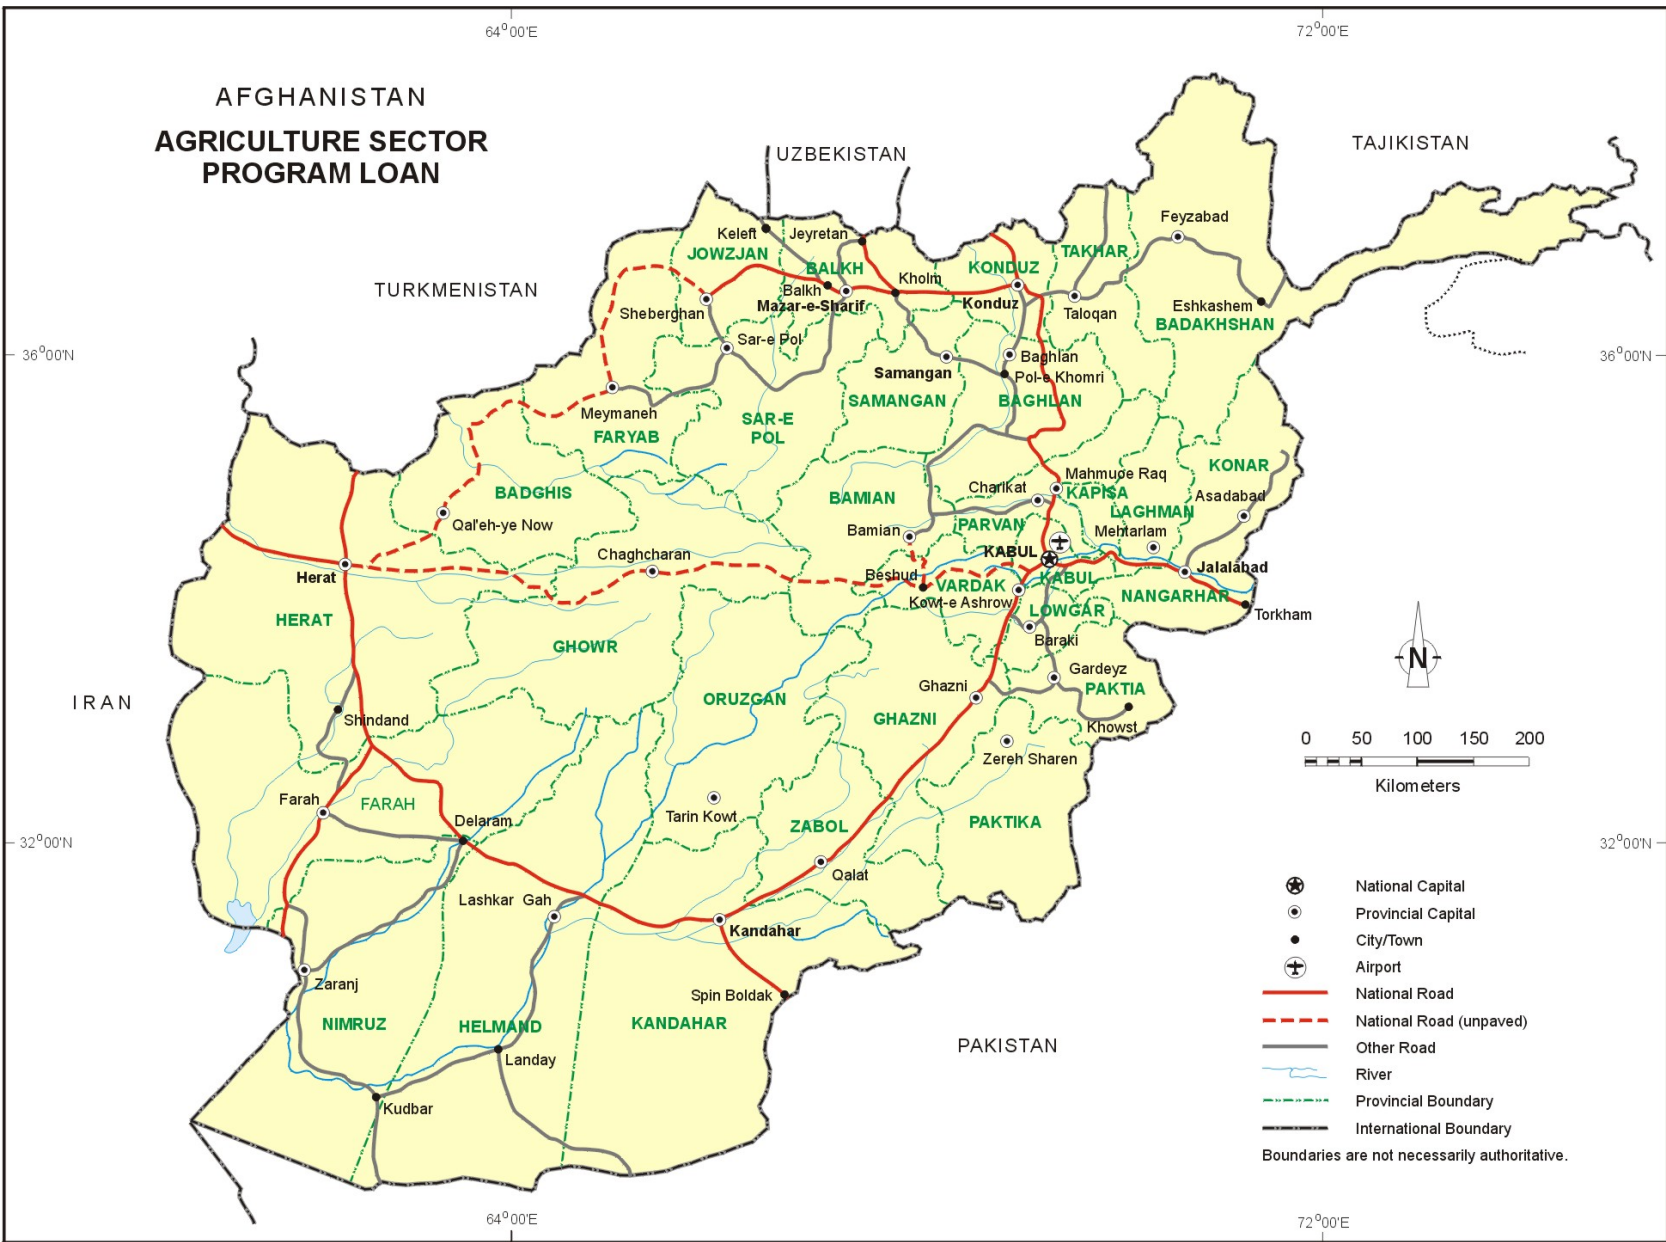 64°00'E
72°00'E
AFGHANISTAN
AGRICULTURE SECTOR
PROGRAM LOAN
UZBEKISTAN
TAJIKISTAN
TURKMENISTAN
Feyzabad
Keleft
Jeyretan
JOWZJAN
TAKHAR
BALKH
KONDUZ
Kholm
Balkh
Mazar-e-Sharif
Konduz
Sheberghan
Taloqan
Eshkashem
BADAKHSHAN
Sar-e Pol
36°00'N
36°00'N
Baghlan
Samangan
Pol-e Khomri
SAMANGAN
BAGHLAN
Meymaneh
SAR-E
POL
FARYAB
KONAR
Mahmuoe Raq
BADGHIS
BAMIAN
Charikat
KAPISA
Asadabad
LAGHMAN
Qal'eh-ye Now
PARVAN
Bamian
Mehtarlam
Chaghcharan
KABUL
Herat
Beshud
Jalalabad
KABUL
VARDAK
NANGARHAR
Kowt-e Ashrow
LOWGAR
Torkham
HERAT
Baraki
GHOWR
N
Gardeyz
Ghazni
PAKTIA
IRAN
ORUZGAN
Shindand
GHAZNI
Khowst
0 50 100 150 200
Zereh Sharen
Kilometers
Farah
FARAH
Tarin Kowt
Delaram
ZABOL
PAKTIKA
32°00'N
32°00'N
Qalat
National Capital
Lashkar Gah
Provincial Capital
Kandahar
City/Town
Airport
Zaranj
Spin Boldak
National Road
NIMRUZ
HELMAND
KANDAHAR
National Road (unpaved)
PAKISTAN
Other Road
Landay
River
Kudbar
Provincial Boundary
International Boundary
Boundaries are not necessarily authoritative.
64°00'E
72°00'E